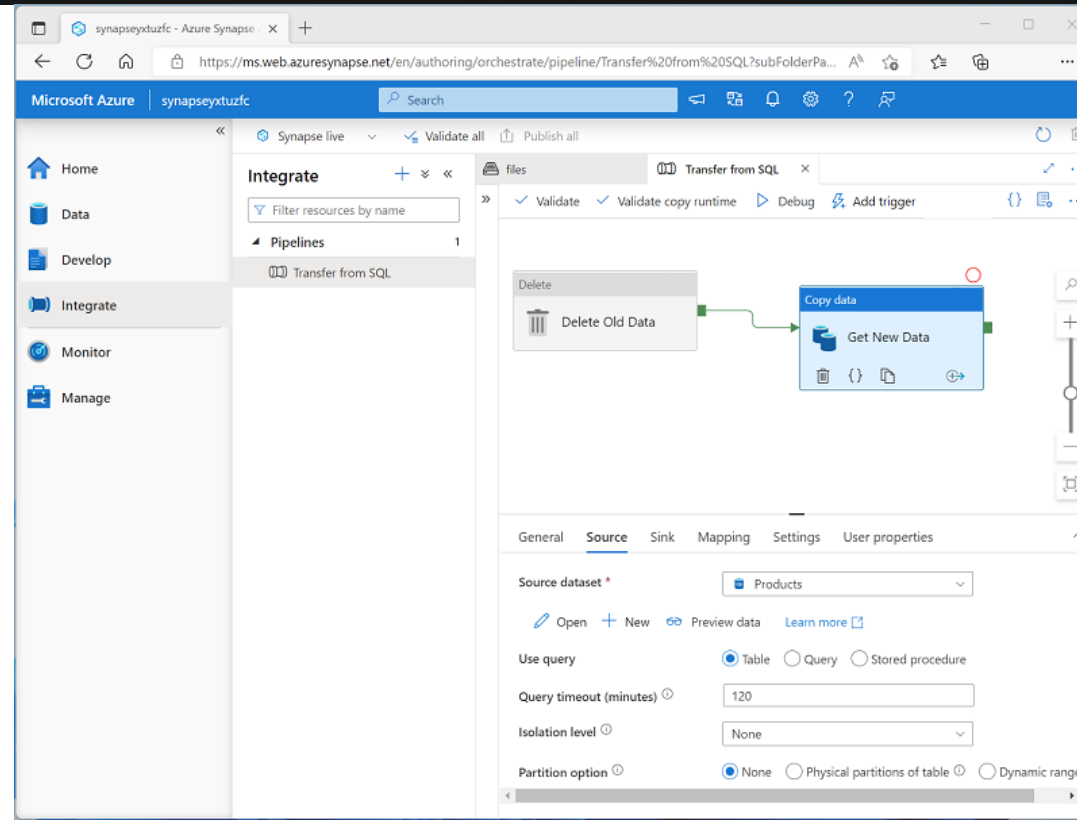 synapseyxtuzfc - Azure Synapse
https://ms.web.azuresynapse.net/en/authoring/orchestrate/pipeline/Transfer%20from%20SQL?subFolderPa...
Microsoft Azure synapseyxtuzfc Search
Synapse live Validate all Publish all
Home
Data
Develop
Integrate
Monitor
Manage
Integrate
Filter resources by name
Pipelines 1
Transfer from SQL
files Transfer from SQL
Validate Validate copy runtime Debug Add trigger
Delete
Delete Old Data
Copy data
Get New Data
General Source Sink Mapping Settings User properties
Source dataset * Products
Open New Preview data Learn more
Use query Table Query Stored procedure
Query timeout (minutes) 120
Isolation level None
Partition option None Physical partitions of table Dynamic range